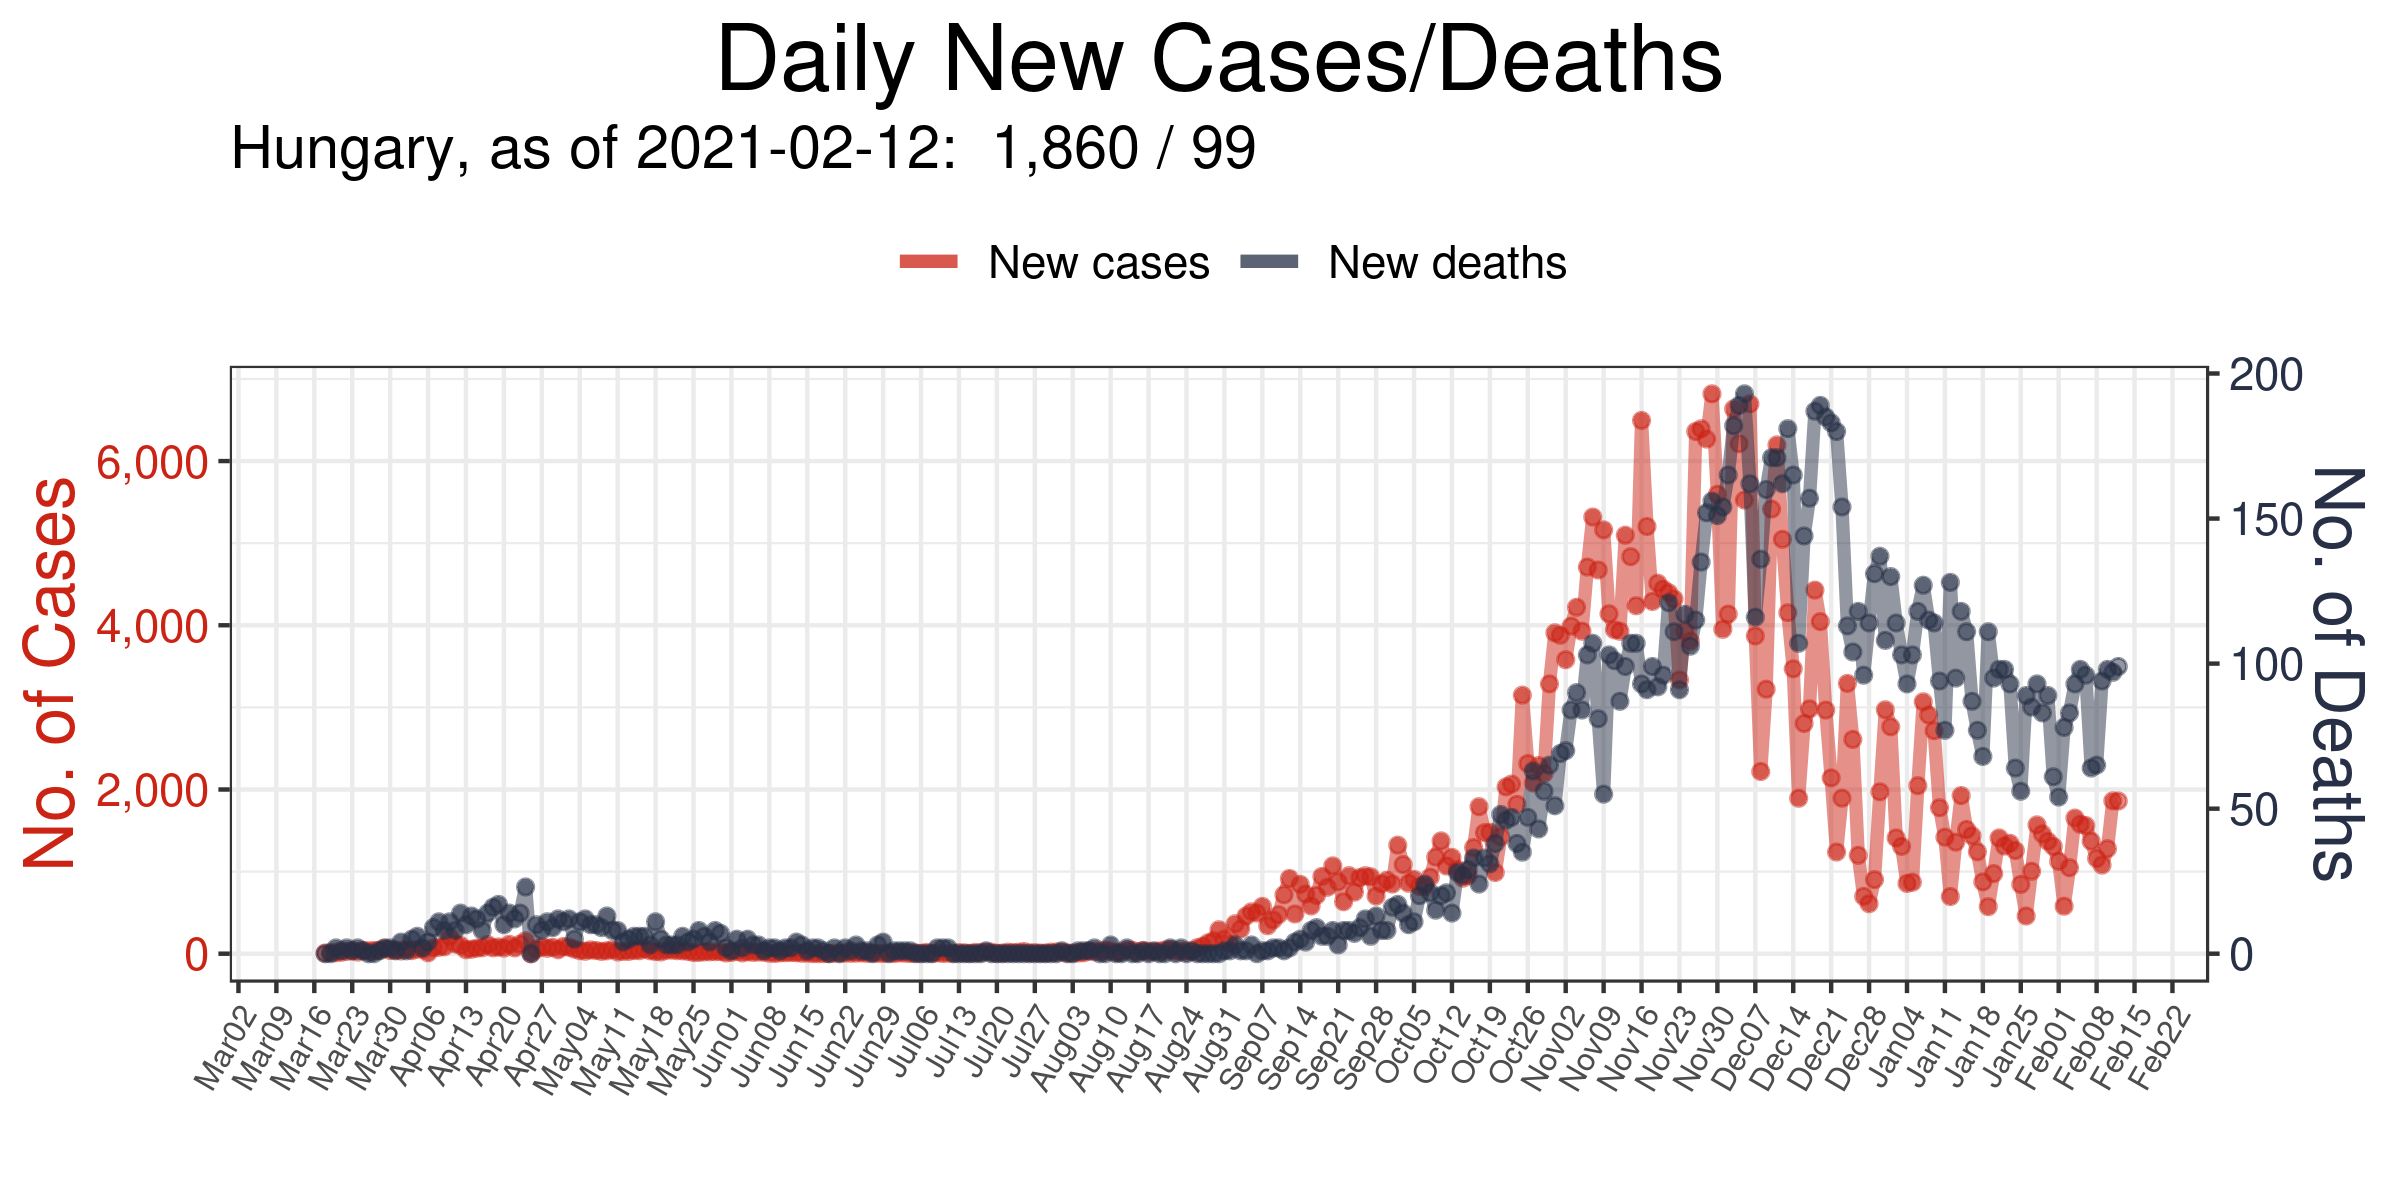 Daily New Cases/Deaths
Hungary, as of 2021-02-12:  1,860 / 99
New cases
New deaths
No. of Cases
6,000
4,000
2,000
0
200
150
100
50
0
No. of Deaths
Mar02
Mar09
Mar16
Mar23
Mar30
Apr06
Apr13
Apr20
Apr27
May04
May11
May18
May25
Jun01
Jun08
Jun15
Jun22
Jun29
Jul06
Jul13
Jul20
Jul27
Aug03
Aug10
Aug17
Aug24
Aug31
Sep07
Sep14
Sep21
Sep28
Oct05
Oct12
Oct19
Oct26
Nov02
Nov09
Nov16
Nov23
Nov30
Dec07
Dec14
Dec21
Dec28
Jan04
Jan11
Jan18
Jan25
Feb01
Feb08
Feb15
Feb22